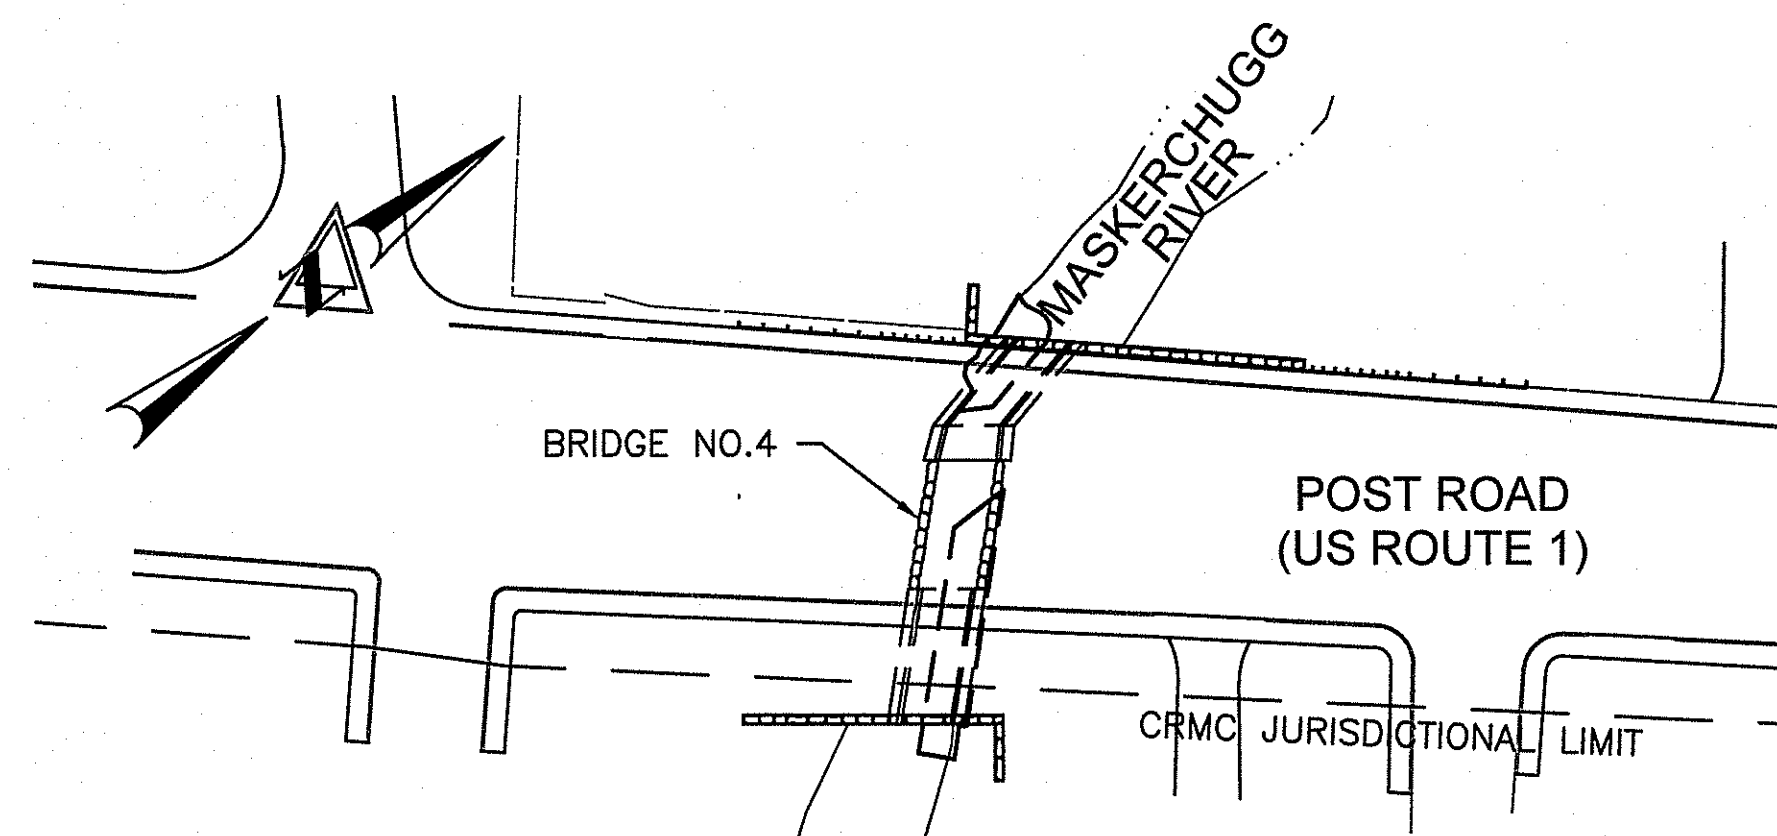 MASKERCHUGG
RIVER
BRIDGE NO.4
POST ROAD
(US ROUTE 1)
CRMC JURISDICTIONAL LIMIT